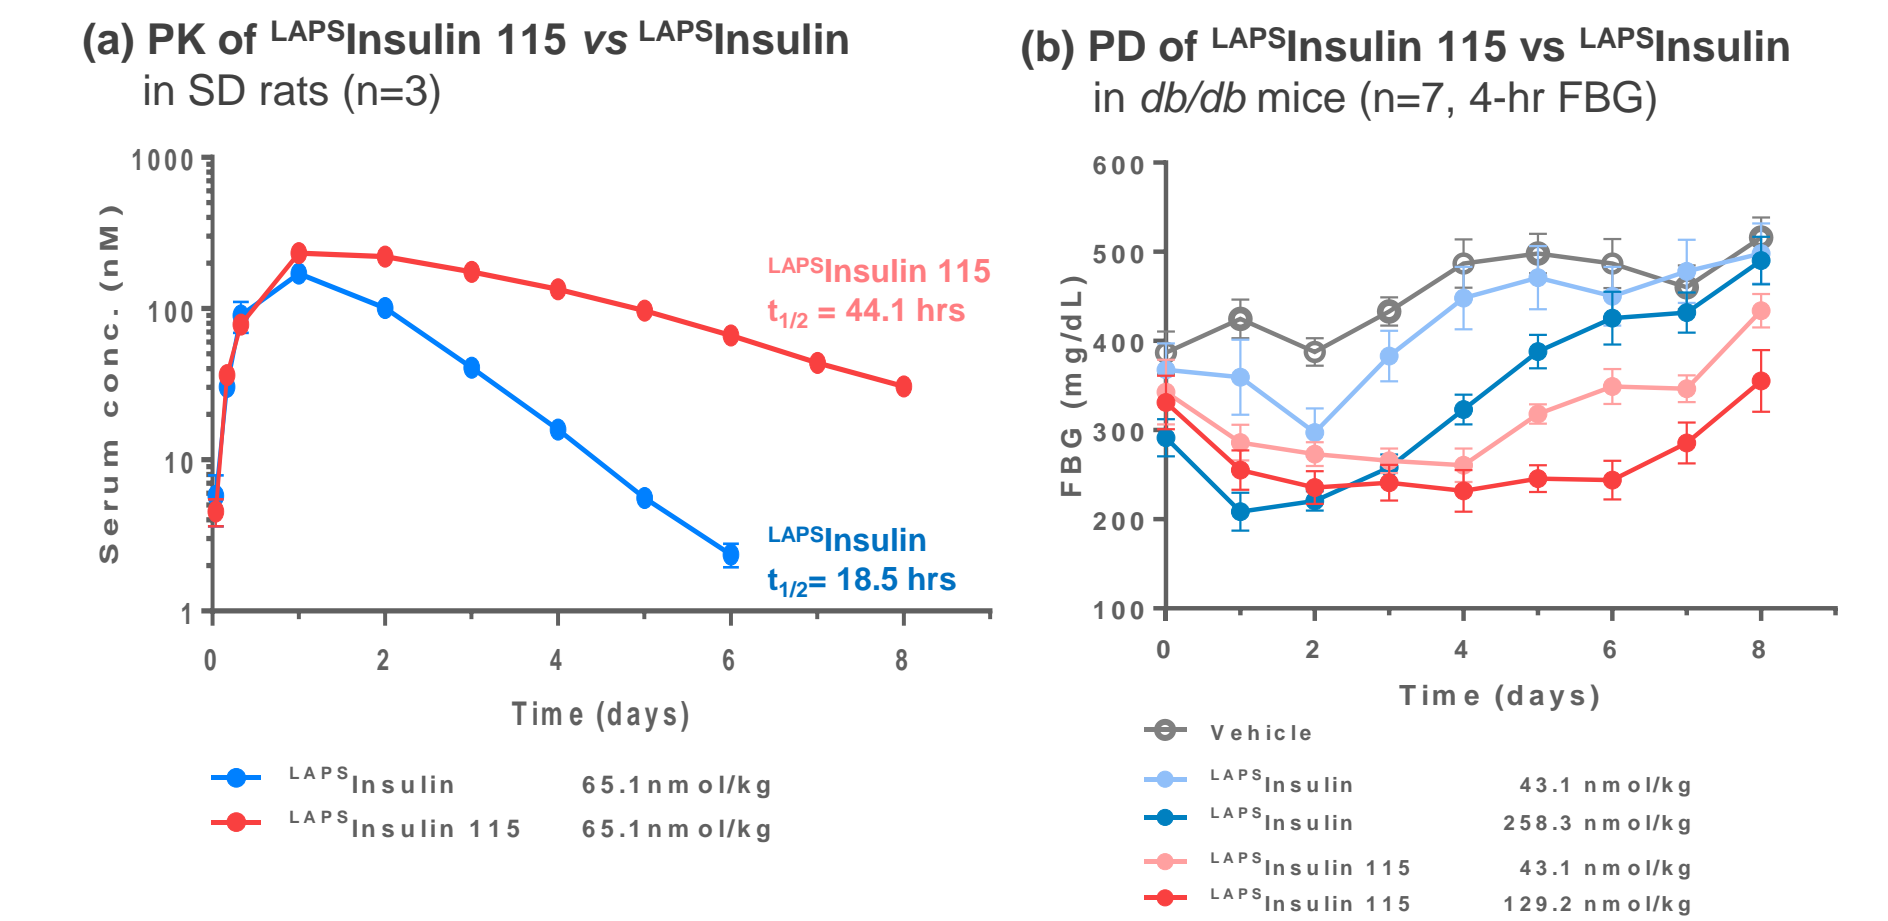 (a) PK of LAPSInsulin 115 vs LAPSInsulin
in SD rats (n=3)
1000
100
10
1
Serum conc. (nM)
0 2 4 6 8
Time (days)
LAPSInsulin 115
t1/2 = 44.1 hrs
LAPSInsulin
t1/2= 18.5 hrs
LAPSInsulin 65.1nmol/kg
LAPSInsulin 115 65.1nmol/kg
(b) PD of LAPSInsulin 115 vs LAPSInsulin
in db/db mice (n=7, 4-hr FBG)
600
500
400
300
200
100
FBG (mg/dL)
0 2 4 6 8
Time (days)
Vehicle
LAPSInsulin 43.1 nmol/kg
LAPSInsulin 258.3 nmol/kg
LAPSInsulin 115 43.1 nmol/kg
LAPSInsulin 115 129.2 nmol/kg